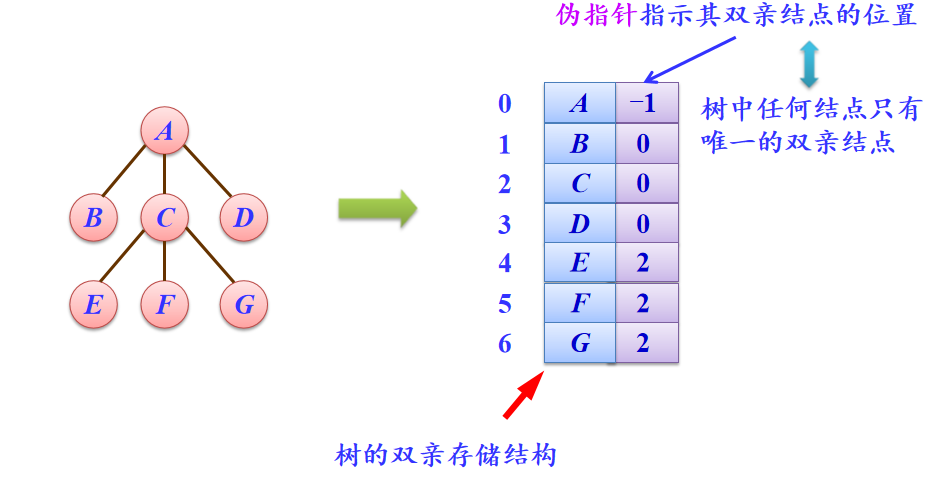 伪指针指示其双亲结点的位置
树中任何结点只有
唯一的双亲结点
A
B C D
E F G
0 A −1
1 B 0
2 C 0
3 D 0
4 E 2
5 F 2
6 G 2
树的双亲存储结构